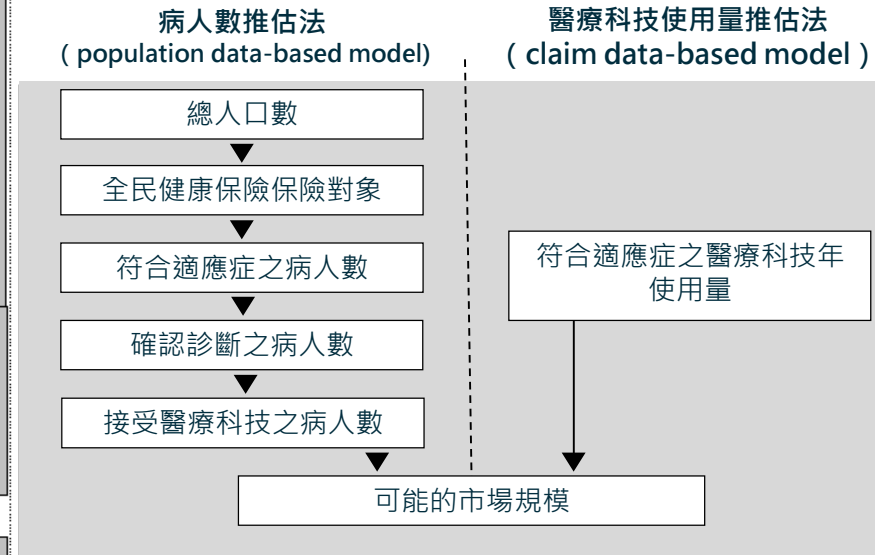 病人數推估法
( population data-based model)
總人口數
全民健康保險保險對象
符合適應症之病人數
確認診斷之病人數
接受醫療科技之病人數
醫療科技使用量推估法
( claim data-based model )
符合適應症之醫療科技年
使用量
可能的市場規模